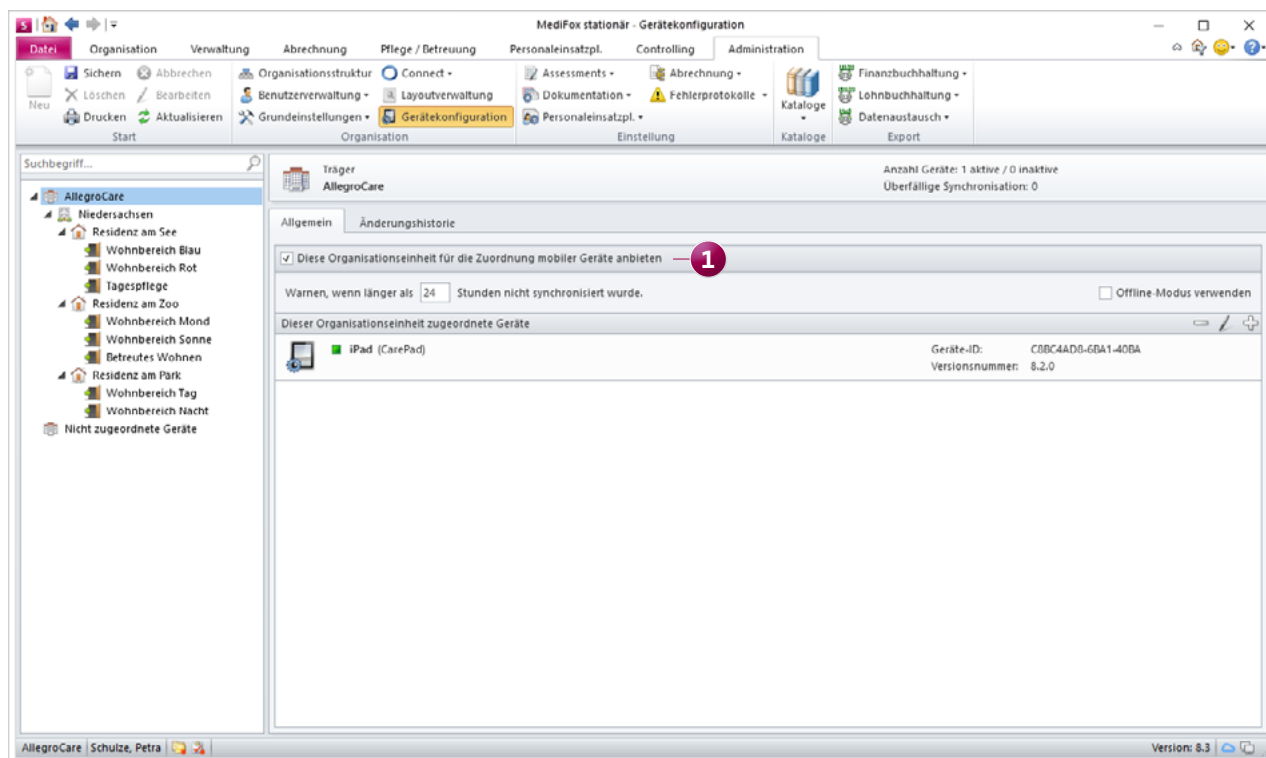 MediFox stationär - Gerätekonfiguration
Datei Organisation Verwaltung Abrechnung Pflege / Betreuung Personaleinsatzpl. Controlling Administration
Neu
Sichern Abbrechen
Löschen Bearbeiten
Drucken Aktualisieren
Start
Organisationsstruktur Connect
Benutzerverwaltung Layoutverwaltung
Grundeinstellungen Gerätekonfiguration
Organisation
Assessments Abrechnung
Dokumentation Fehlerprotokolle
Personaleinsatzpl.
Einstellung
Kataloge
Kataloge
Finanzbuchhaltung
Lohnbuchhaltung
Datenaustausch
Export
Suchbegriff...
AllegroCare
Niedersachsen
Residenz am See
Wohnbereich Blau
Wohnbereich Rot
Tagespflege
Residenz am Zoo
Wohnbereich Mond
Wohnbereich Sonne
Betreutes Wohnen
Residenz am Park
Wohnbereich Tag
Wohnbereich Nacht
Nicht zugeordnete Geräte
Träger
AllegroCare
Anzahl Geräte: 1 aktive / 0 inaktive
Überfällige Synchronisation: 0
Allgemein Änderungshistorie
Diese Organisationseinheit für die Zuordnung mobiler Geräte anbieten
1
Warnen, wenn länger als 24 Stunden nicht synchronisiert wurde. Offline-Modus verwenden
Dieser Organisationseinheit zugeordnete Geräte
iPad (CarePad)
Geräte-ID: C8BC4AD8-6BA1-40BA
Versionsnummer: 8.2.0
AllegroCare Schulze, Petra Version: 8.3